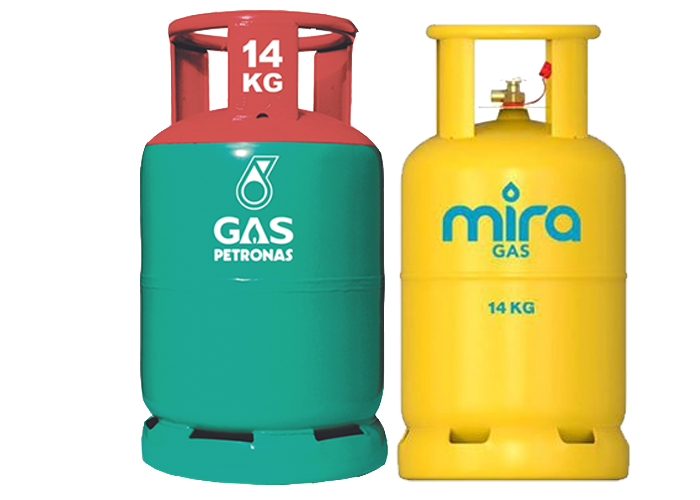 14
KG
GAS
PETRONAS
mira
GAS
14 KG